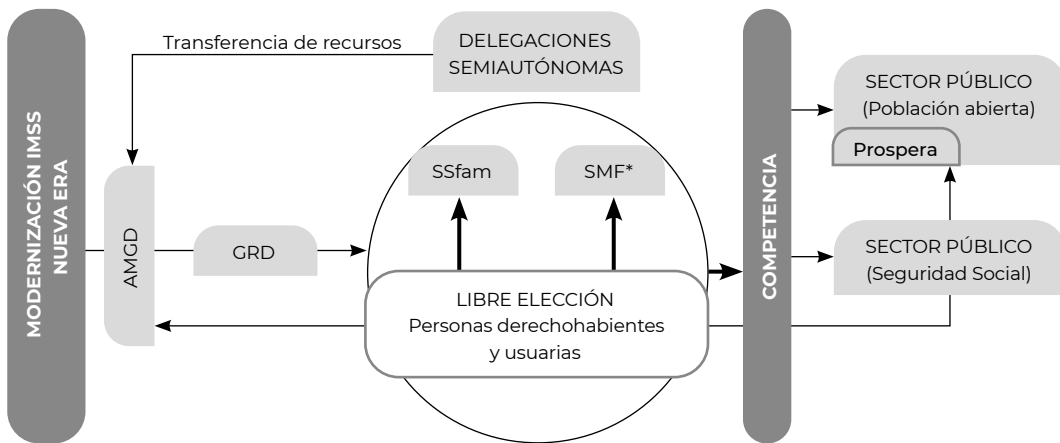 MODERNIZACIÓN IMSS
NUEVA ERA
Transferencia de recursos
DELEGACIONES
SEMIAUTÓNOMAS
AMGD
GRD
SSfam
SMF*
LIBRE ELECCIÓN
Personas derechohabientes
y usuarias
COMPETENCIA
SECTOR PÚBLICO
(Población abierta)
Prospera
SECTOR PÚBLICO
(Seguridad Social)